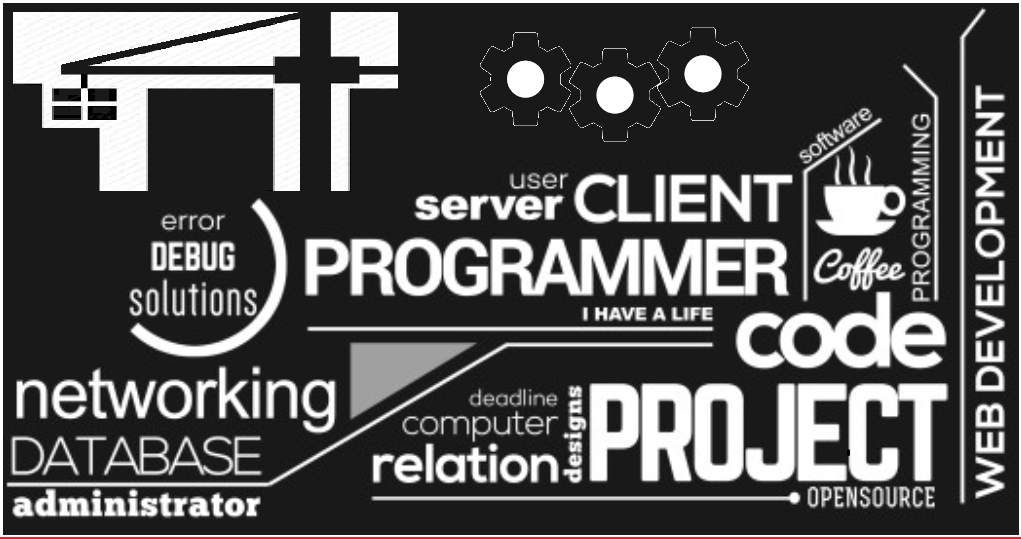 software
PROGRAMMING
WEB DEVELOPMENT
user
server CLIENT
error
DEBUG
solutions
PROGRAMMER
Coffee
I HAVE A LIFE
code
networking
DATABASE
administrator
deadline
computer
relation
designs
PROJECT
OPENSOURCE